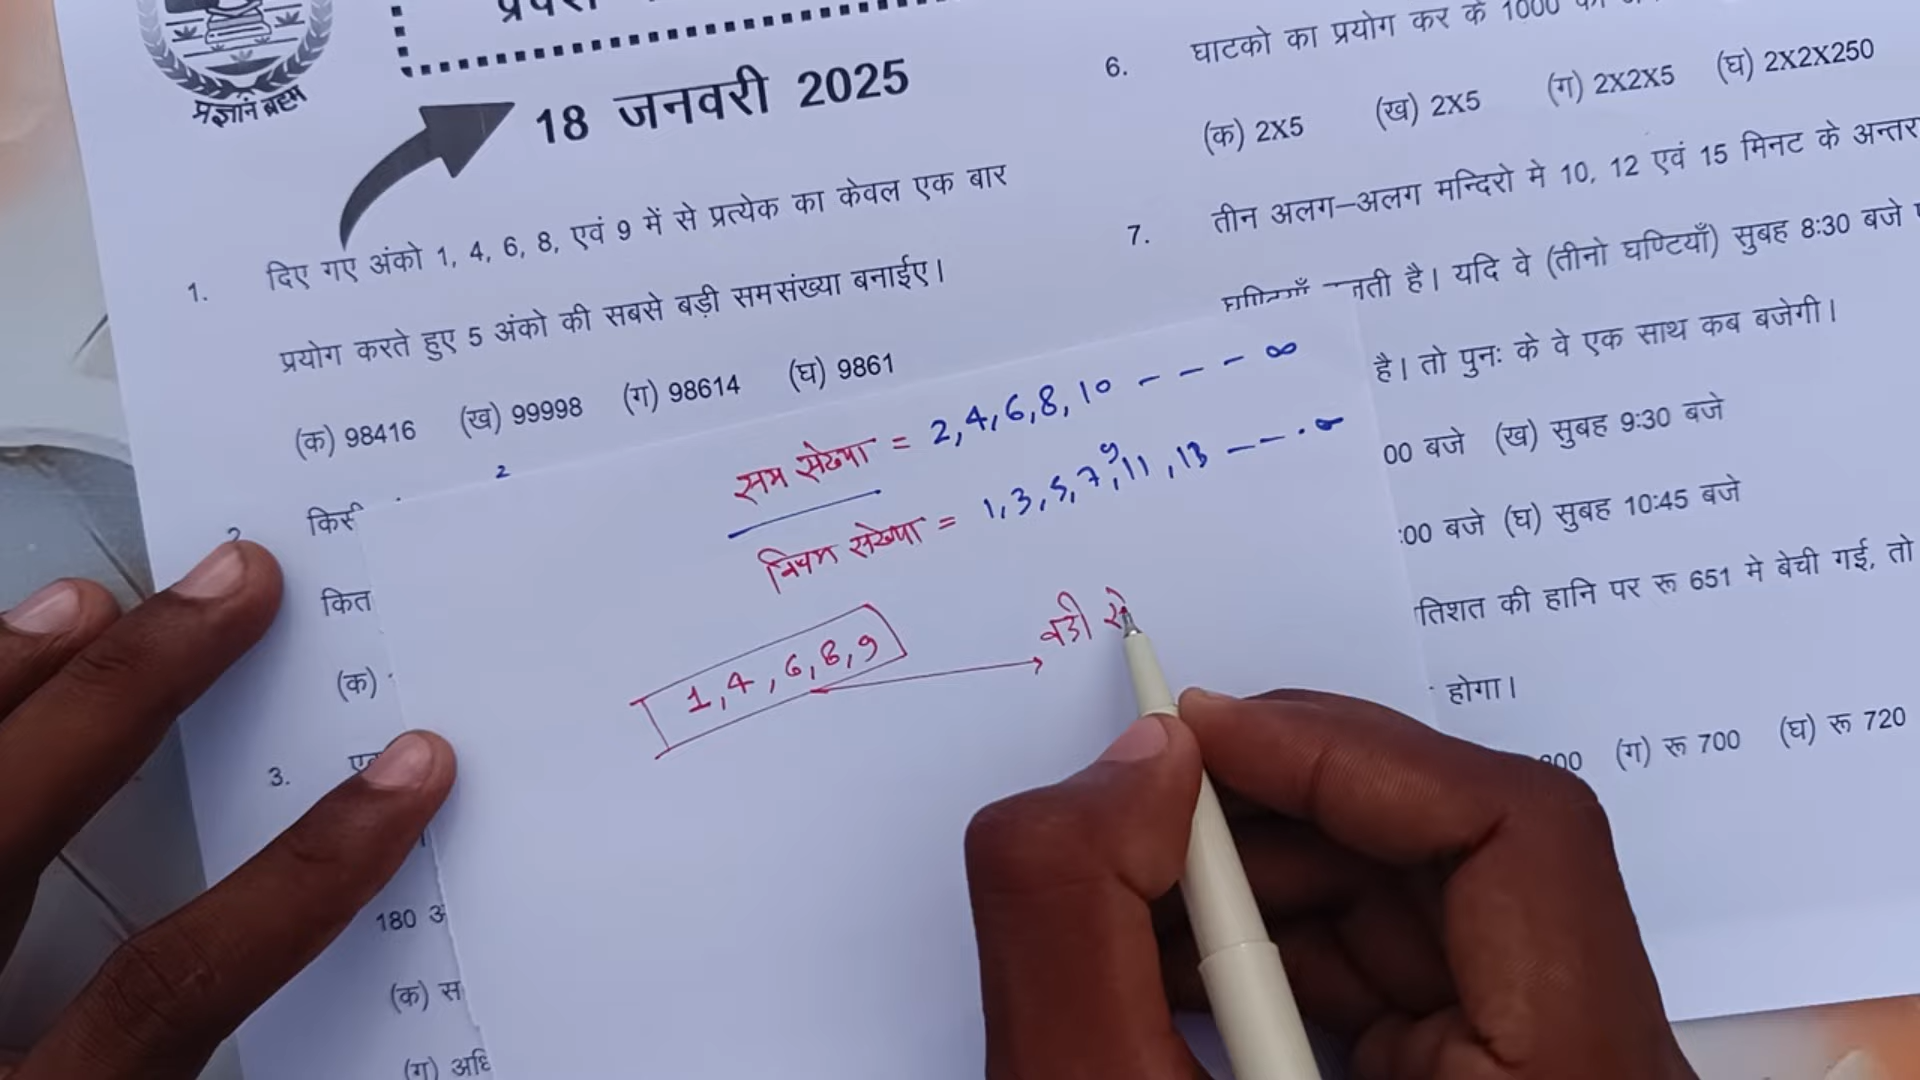 प्रज्ञानं ब्रह्म
18 जनवरी 2025
1. दिए गए अंको 1, 4, 6, 8, एवं 9 में से प्रत्येक का केवल एक बार
प्रयोग करते हुए 5 अंको की सबसे बड़ी समसंख्या बनाईए।
(क) 98416 (ख) 99998 (ग) 98614 (घ) 9861
2
किसी
कित
(क)
3.
180
(क) स
(ग) अधि
सम संख्या = 2, 4, 6, 8, 10 - - - - ∞
विषम संख्या = 1, 3, 5, 7, 9, 11, 13 - - - ∞
1, 4, 6, 8, 9
बड़ी
6. घाटको का प्रयोग कर के 1000
(क) 2X5 (ख) 2X5 (ग) 2X2X5 (घ) 2X2X250
7. तीन अलग–अलग मन्दिरो मे 10, 12 एवं 15 मिनट के अन्तर
घण्टियाँ जती है। यदि वे (तीनो घण्टियाँ) सुबह 8:30 बजे
है। तो पुनः के वे एक साथ कब बजेगी।
00 बजे (ख) सुबह 9:30 बजे
:00 बजे (घ) सुबह 10:45 बजे
तिशत की हानि पर रू 651 मे बेची गई, तो
होगा।
00 (ग) रू 700 (घ) रू 720